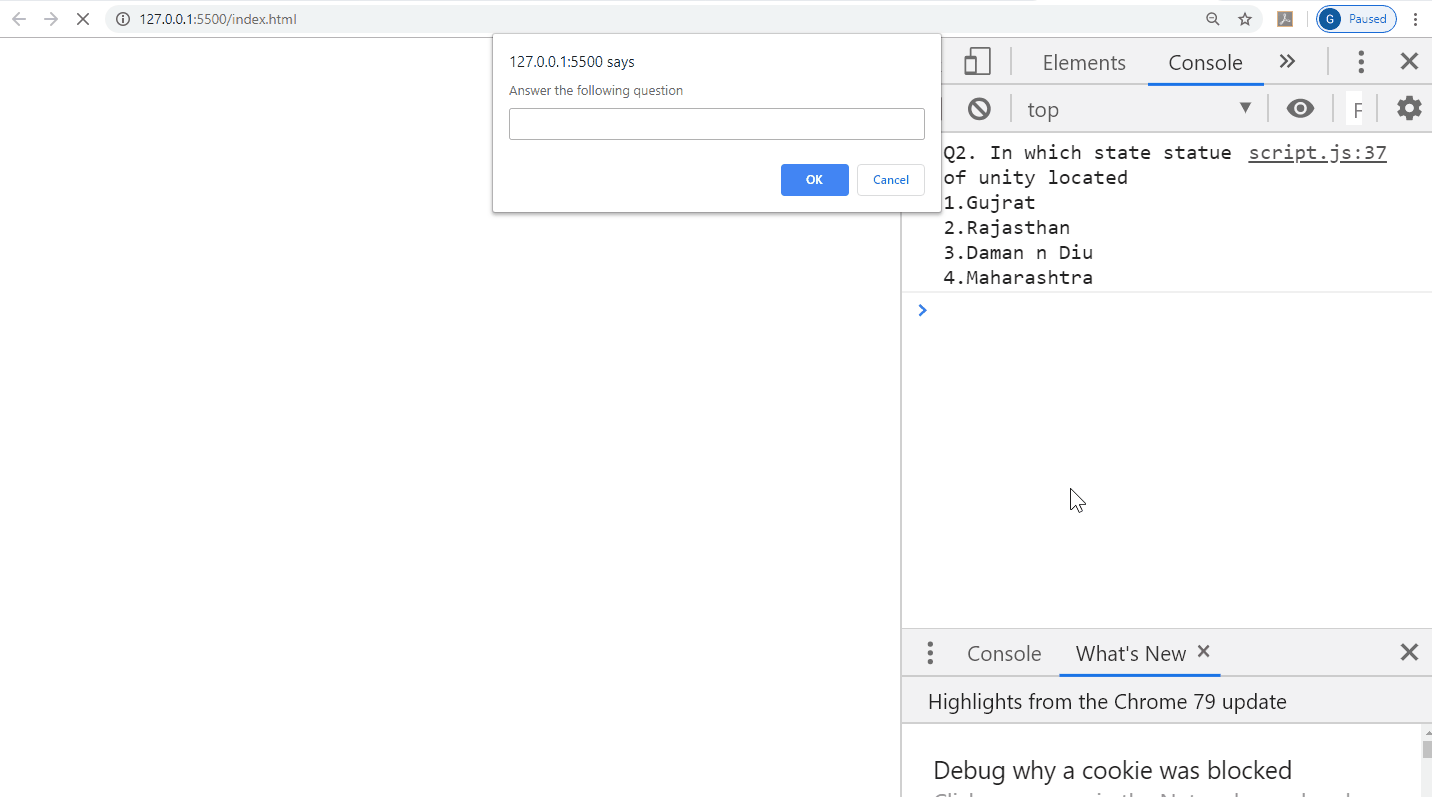 127.0.0.1:5500/index.html
G Paused
127.0.0.1:5500 says
Answer the following question
OK Cancel
Elements Console
top F
Q2. In which state statue script.js:37
of unity located
1.Gujrat
2.Rajasthan
3.Daman n Diu
4.Maharashtra
Console What's New
Highlights from the Chrome 79 update
Debug why a cookie was blocked